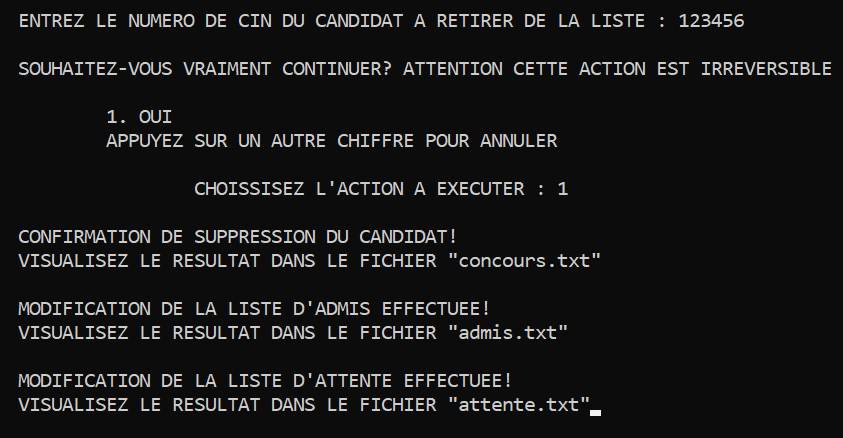 ENTREZ LE NUMERO DE CIN DU CANDIDAT A RETIRER DE LA LISTE : 123456
SOUHAITEZ-VOUS VRAIMENT CONTINUER? ATTENTION CETTE ACTION EST IRREVERSIBLE
1. OUI
APPUYEZ SUR UN AUTRE CHIFFRE POUR ANNULER
CHOISSISEZ L'ACTION A EXECUTER : 1
CONFIRMATION DE SUPPRESSION DU CANDIDAT!
VISUALISEZ LE RESULTAT DANS LE FICHIER "concours.txt"
MODIFICATION DE LA LISTE D'ADMIS EFFECTUEE!
VISUALISEZ LE RESULTAT DANS LE FICHIER "admis.txt"
MODIFICATION DE LA LISTE D'ATTENTE EFFECTUEE!
VISUALISEZ LE RESULTAT DANS LE FICHIER "attente.txt"